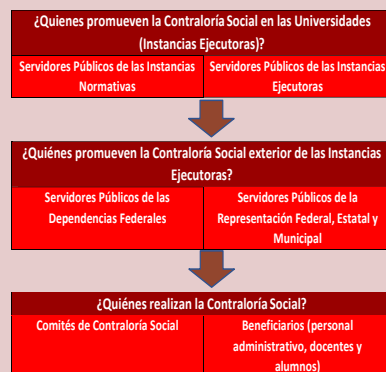 ¿Quienes promueven la Contraloría Social en las Universidades
(Instancias Ejecutoras)?
Servidores Públicos de las Instancias
Normativas
Servidores Públicos de las Instancias
Ejecutoras
¿Quiénes promueven la Contraloría Social exterior de las Instancias
Ejecutoras?
Servidores Públicos de las
Dependencias Federales
Servidores Públicos de la
Representación Federal, Estatal y
Municipal
¿Quiénes realizan la Contraloría Social?
Comités de Contraloría Social
Beneficiarios (personal
administrativo, docentes y
alumnos)